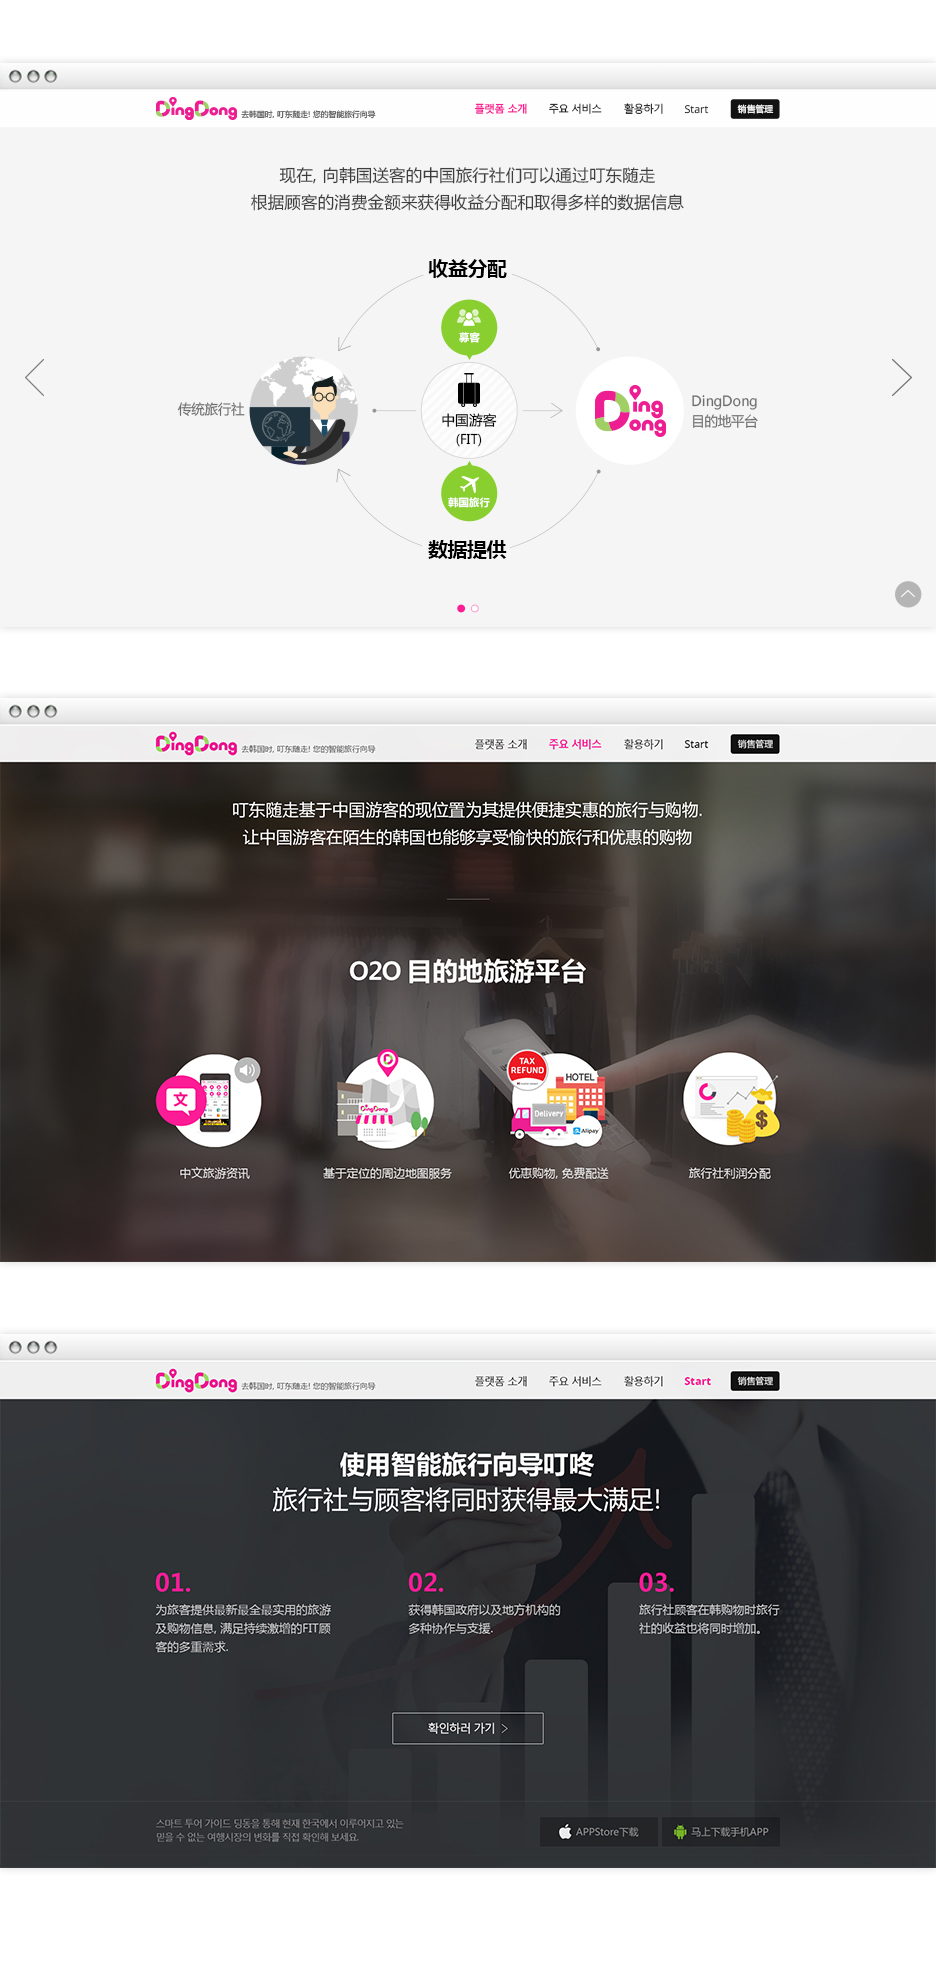 DingDong 去韩国时, 叮东随走! 您的智能旅行向导
플랫폼 소개 주요 서비스 활용하기 Start 销售管理
现在, 向韩国送客的中国旅行社们可以通过叮东随走
根据顾客的消费金额来获得收益分配和取得多样的数据信息
收益分配
募客
传统旅行社
中国游客
(FIT)
Ding
Dong
DingDong
目的地平台
韩国旅行
数据提供
DingDong 去韩国时, 叮东随走! 您的智能旅行向导
플랫폼 소개 주요 서비스 활용하기 Start 销售管理
叮东随走基于中国游客的现位置为其提供便捷实惠的旅行与购物.
让中国游客在陌生的韩国也能够享受愉快的旅行和优惠的购物
O2O 目的地旅游平台
文
D
DingDong
TAX
REFUND
HOTEL
Delivery
Alipay
$
中文旅游资讯
基于定位的周边地图服务
优惠购物, 免费配送
旅行社利润分配
DingDong 去韩国时, 叮东随走! 您的智能旅行向导
플랫폼 소개 주요 서비스 활용하기 Start 销售管理
使用智能旅行向导叮咚
旅行社与顾客将同时获得最大满足!
01.
为旅客提供最新最全最实用的旅游
及购物信息, 满足持续激增的FIT顾
客的多重需求.
02.
获得韩国政府以及地方机构的
多种协作与支援.
03.
旅行社顾客在韩购物时旅行
社的收益也将同时增加。
확인하러 가기 >
스마트 투어 가이드 딩동을 통해 현재 한국에서 이루어지고 있는
믿을 수 없는 여행시장의 변화를 직접 확인해 보세요.
APPStore下载
马上下载手机APP